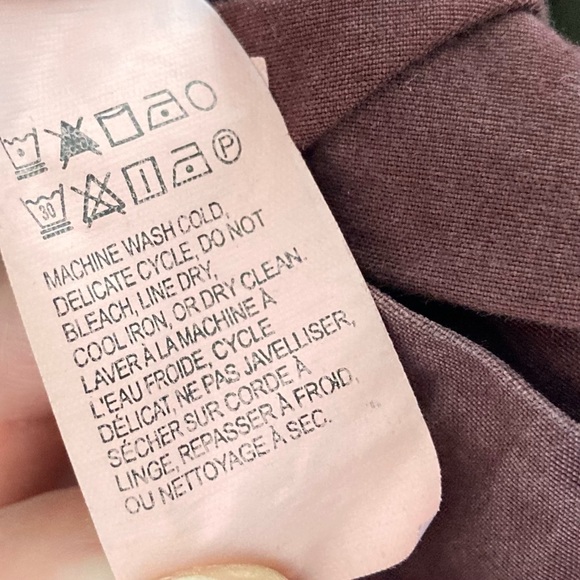 30
P
MACHINE WASH COLD,
DELICATE CYCLE, DO NOT
BLEACH, LINE DRY,
COOL IRON, OR DRY CLEAN.
LAVER À LA MACHINE À
L'EAU FROIDE, CYCLE
DÉLICAT, NE PAS JAVELLISER,
SÉCHER SUR CORDE À
LINGE, REPASSER À FROID,
OU NETTOYAGE À SEC.